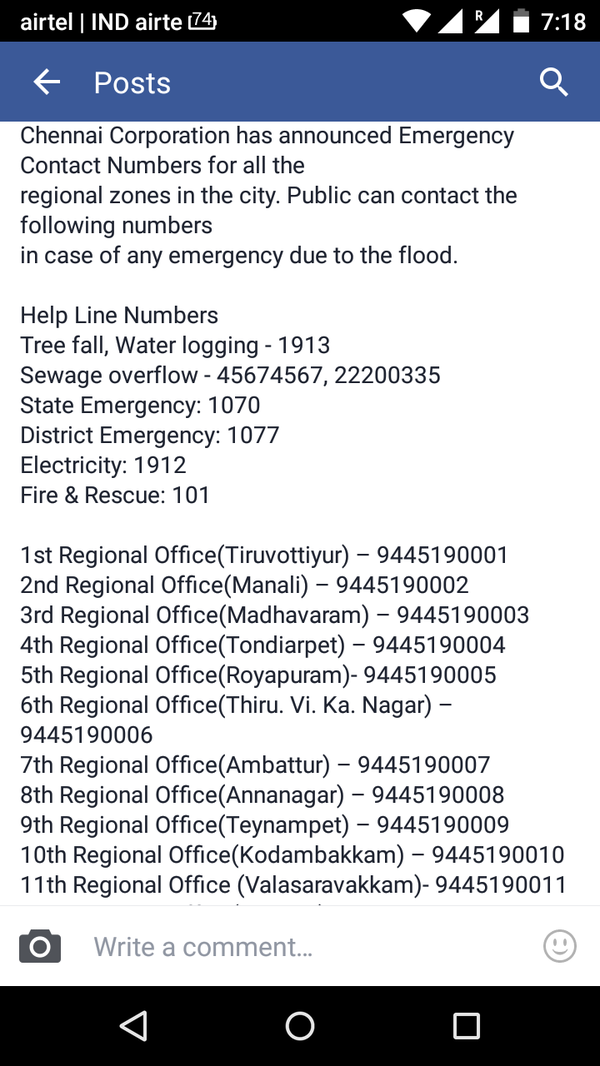 airtel | IND airte 74 7:18
Posts
Chennai Corporation has announced Emergency
Contact Numbers for all the
regional zones in the city. Public can contact the
following numbers
in case of any emergency due to the flood.
Help Line Numbers
Tree fall, Water logging - 1913
Sewage overflow - 45674567, 22200335
State Emergency: 1070
District Emergency: 1077
Electricity: 1912
Fire & Rescue: 101
1st Regional Office(Tiruvottiyur) – 9445190001
2nd Regional Office(Manali) – 9445190002
3rd Regional Office(Madhavaram) – 9445190003
4th Regional Office(Tondiarpet) – 9445190004
5th Regional Office(Royapuram)- 9445190005
6th Regional Office(Thiru. Vi. Ka. Nagar) –
9445190006
7th Regional Office(Ambattur) – 9445190007
8th Regional Office(Annanagar) – 9445190008
9th Regional Office(Teynampet) – 9445190009
10th Regional Office(Kodambakkam) – 9445190010
11th Regional Office (Valasaravakkam)- 9445190011
Write a comment...